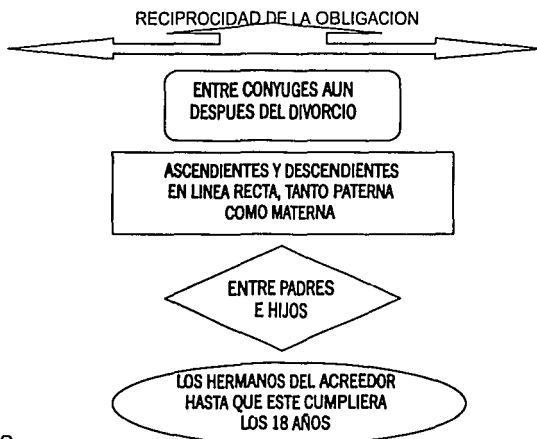 RECIPROCIDAD DE LA OBLIGACION
ENTRE CONYUGES AUN
DESPUES DEL DIVORCIO
ASCENDIENTES Y DESCENDIENTES
EN LINEA RECTA, TANTO PATERNA
COMO MATERNA
ENTRE PADRES
E HIJOS
LOS HERMANOS DEL ACREEDOR
HASTA QUE ESTE CUMPLIERA
LOS 18 AÑOS